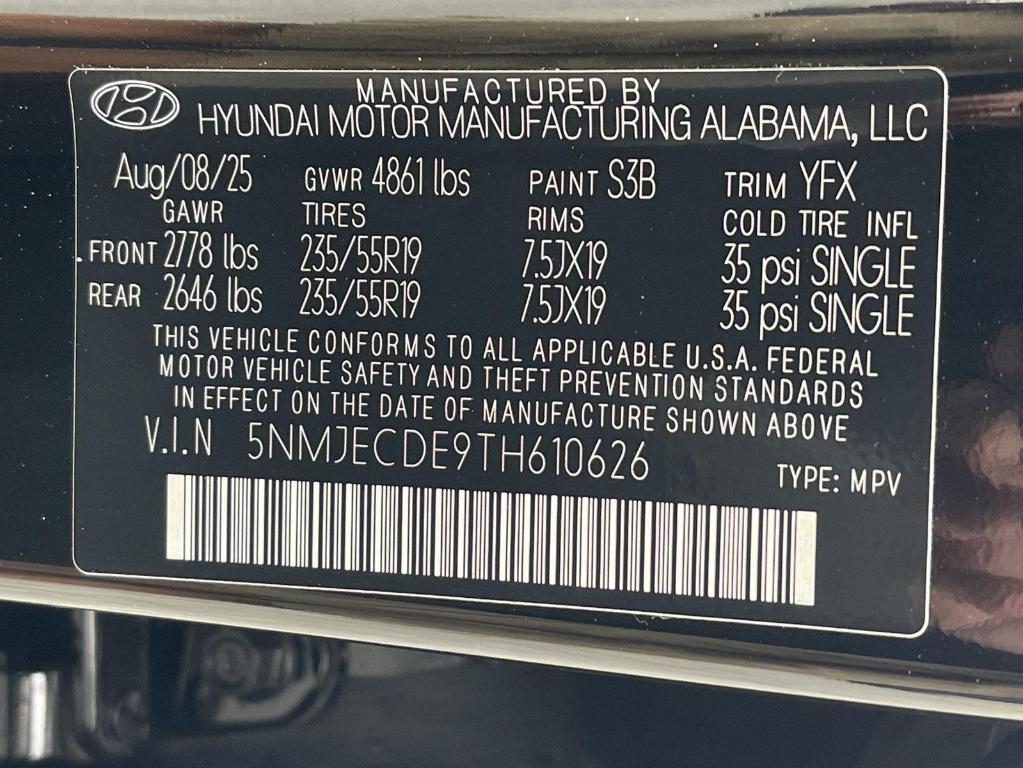 MANUFACTURED BY
HYUNDAI MOTOR MANUFACTURING ALABAMA, LLC
Aug/08/25 GVWR 4861 lbs PAINT S3B TRIM YFX
GAWR TIRES RIMS COLD TIRE INFL
FRONT 2778 lbs 235/55R19 7.5JX19 35 psi SINGLE
REAR 2646 lbs 235/55R19 7.5JX19 35 psi SINGLE
THIS VEHICLE CONFORMS TO ALL APPLICABLE U.S.A. FEDERAL
MOTOR VEHICLE SAFETY AND THEFT PREVENTION STANDARDS
IN EFFECT ON THE DATE OF MANUFACTURE SHOWN ABOVE
V.I.N 5NMJECDE9TH610626
TYPE: MPV